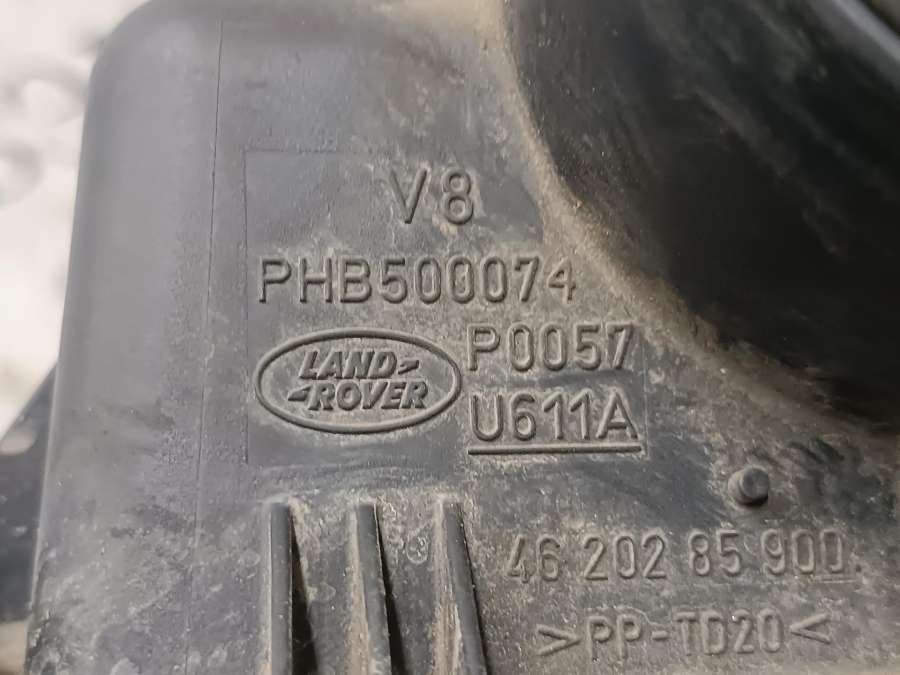 V8
PHB500074
LAND-
-ROVER
P0057
U611A
46 202 85 900
>PP-TD20<